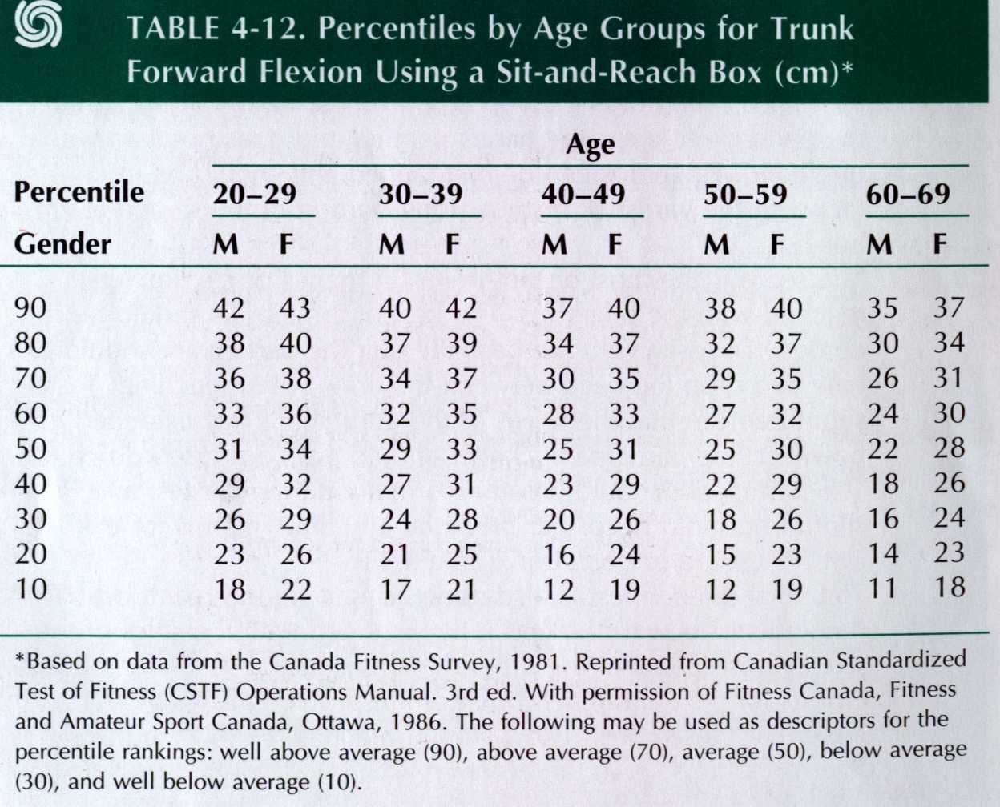 TABLE 4-12. Percentiles by Age Groups for Trunk
Forward Flexion Using a Sit-and-Reach Box (cm)*
Age
Percentile 20–29 30–39 40–49 50–59 60–69
Gender M F M F M F M F M F
90 42 43 40 42 37 40 38 40 35 37
80 38 40 37 39 34 37 32 37 30 34
70 36 38 34 37 30 35 29 35 26 31
60 33 36 32 35 28 33 27 32 24 30
50 31 34 29 33 25 31 25 30 22 28
40 29 32 27 31 23 29 22 29 18 26
30 26 29 24 28 20 26 18 26 16 24
20 23 26 21 25 16 24 15 23 14 23
10 18 22 17 21 12 19 12 19 11 18
*Based on data from the Canada Fitness Survey, 1981. Reprinted from Canadian Standardized
Test of Fitness (CSTF) Operations Manual. 3rd ed. With permission of Fitness Canada, Fitness
and Amateur Sport Canada, Ottawa, 1986. The following may be used as descriptors for the
percentile rankings: well above average (90), above average (70), average (50), below average
(30), and well below average (10).